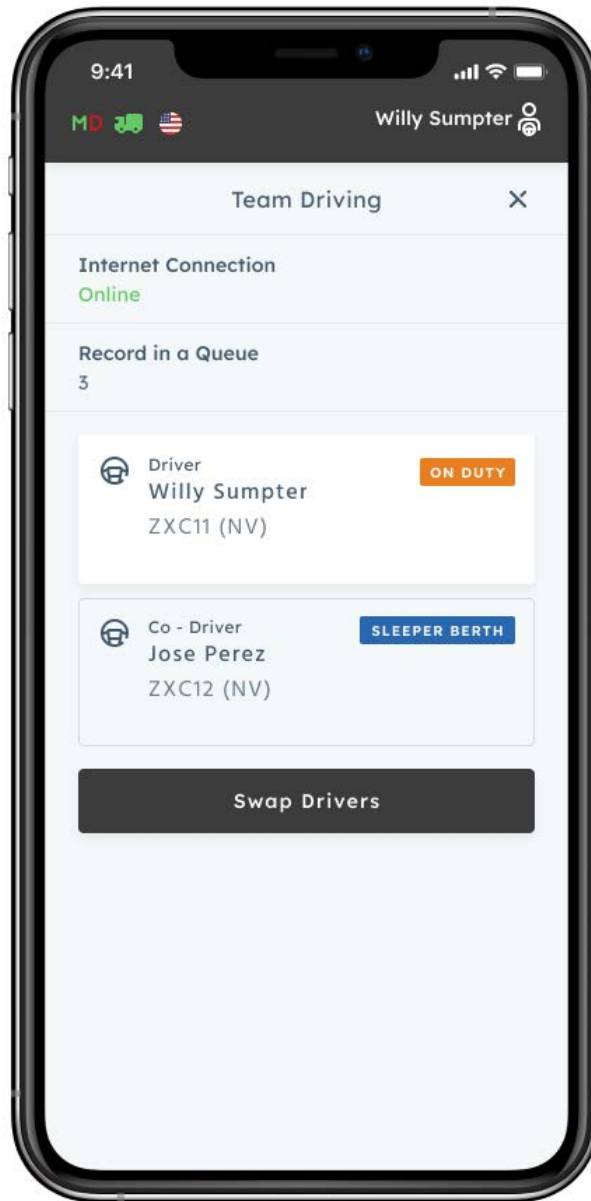 9:41
MD
Willy Sumpter
Team Driving
Internet Connection
Online
Record in a Queue
3
Driver
ON DUTY
Willy Sumpter
ZXC11 (NV)
Co - Driver
SLEEPER BERTH
Jose Perez
ZXC12 (NV)
Swap Drivers